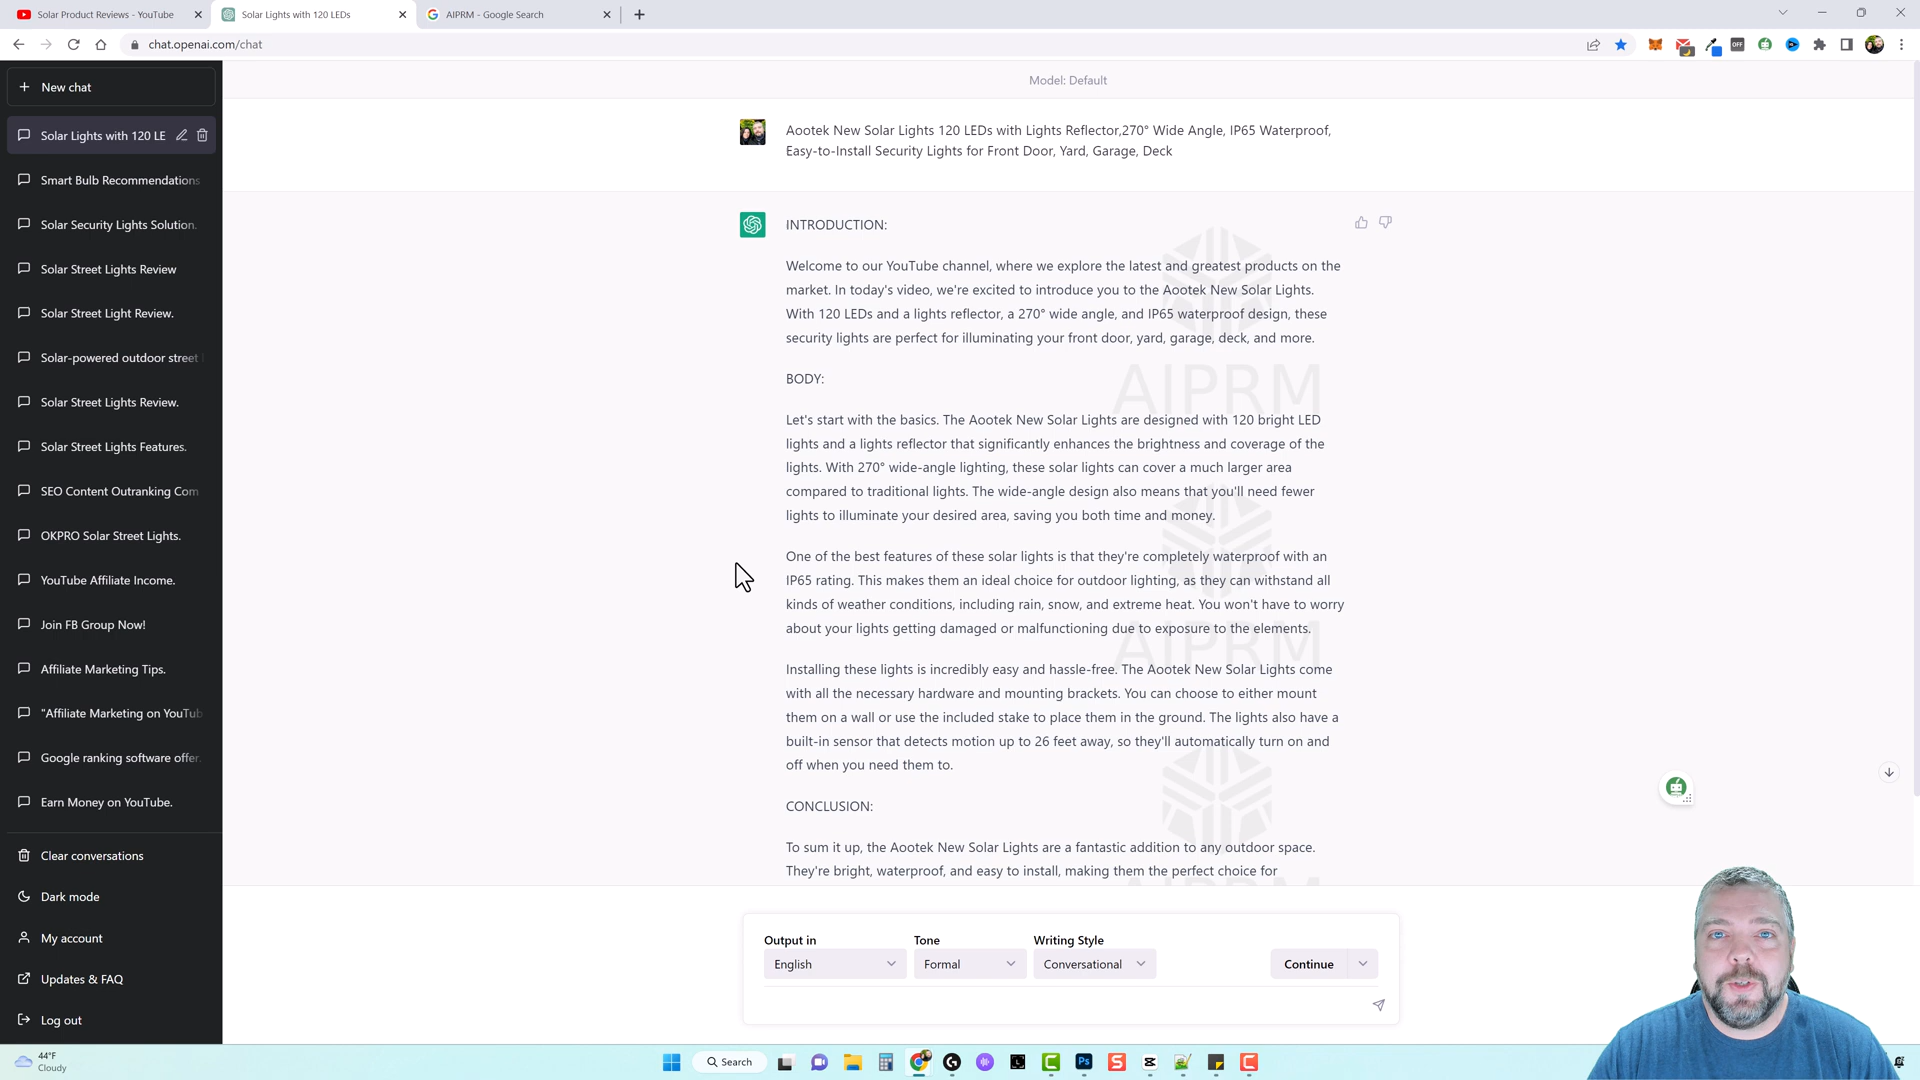 Solar Product Reviews - YouTube
Solar Lights with 120 LEDs
AIPRM - Google Search
chat.openai.com/chat
OFF
New chat
Solar Lights with 120 LE
Smart Bulb Recommendations
Solar Security Lights Solution.
Solar Street Lights Review
Solar Street Light Review.
Solar-powered outdoor street
Solar Street Lights Review.
Solar Street Lights Features.
SEO Content Outranking Com
OKPRO Solar Street Lights.
YouTube Affiliate Income.
Join FB Group Now!
Affiliate Marketing Tips.
"Affiliate Marketing on YouTub
Google ranking software offer.
Earn Money on YouTube.
Clear conversations
Dark mode
My account
Updates & FAQ
Log out
Model: Default
Aootek New Solar Lights 120 LEDs with Lights Reflector,270° Wide Angle, IP65 Waterproof,
Easy-to-Install Security Lights for Front Door, Yard, Garage, Deck
INTRODUCTION:
Welcome to our YouTube channel, where we explore the latest and greatest products on the
market. In today's video, we're excited to introduce you to the Aootek New Solar Lights.
With 120 LEDs and a lights reflector, a 270° wide angle, and IP65 waterproof design, these
security lights are perfect for illuminating your front door, yard, garage, deck, and more.
BODY:
AIPRM
Let's start with the basics. The Aootek New Solar Lights are designed with 120 bright LED
lights and a lights reflector that significantly enhances the brightness and coverage of the
lights. With 270° wide-angle lighting, these solar lights can cover a much larger area
compared to traditional lights. The wide-angle design also means that you'll need fewer
lights to illuminate your desired area, saving you both time and money.
One of the best features of these solar lights is that they're completely waterproof with an
IP65 rating. This makes them an ideal choice for outdoor lighting, as they can withstand all
kinds of weather conditions, including rain, snow, and extreme heat. You won't have to worry
about your lights getting damaged or malfunctioning due to exposure to the elements.
AIPRM
Installing these lights is incredibly easy and hassle-free. The Aootek New Solar Lights come
with all the necessary hardware and mounting brackets. You can choose to either mount
them on a wall or use the included stake to place them in the ground. The lights also have a
built-in sensor that detects motion up to 26 feet away, so they'll automatically turn on and
off when you need them to.
CONCLUSION:
To sum it up, the Aootek New Solar Lights are a fantastic addition to any outdoor space.
They're bright, waterproof, and easy to install, making them the perfect choice for
Output in
Tone
Writing Style
English
Formal
Conversational
Continue
44°F
Cloudy
Search
Ps